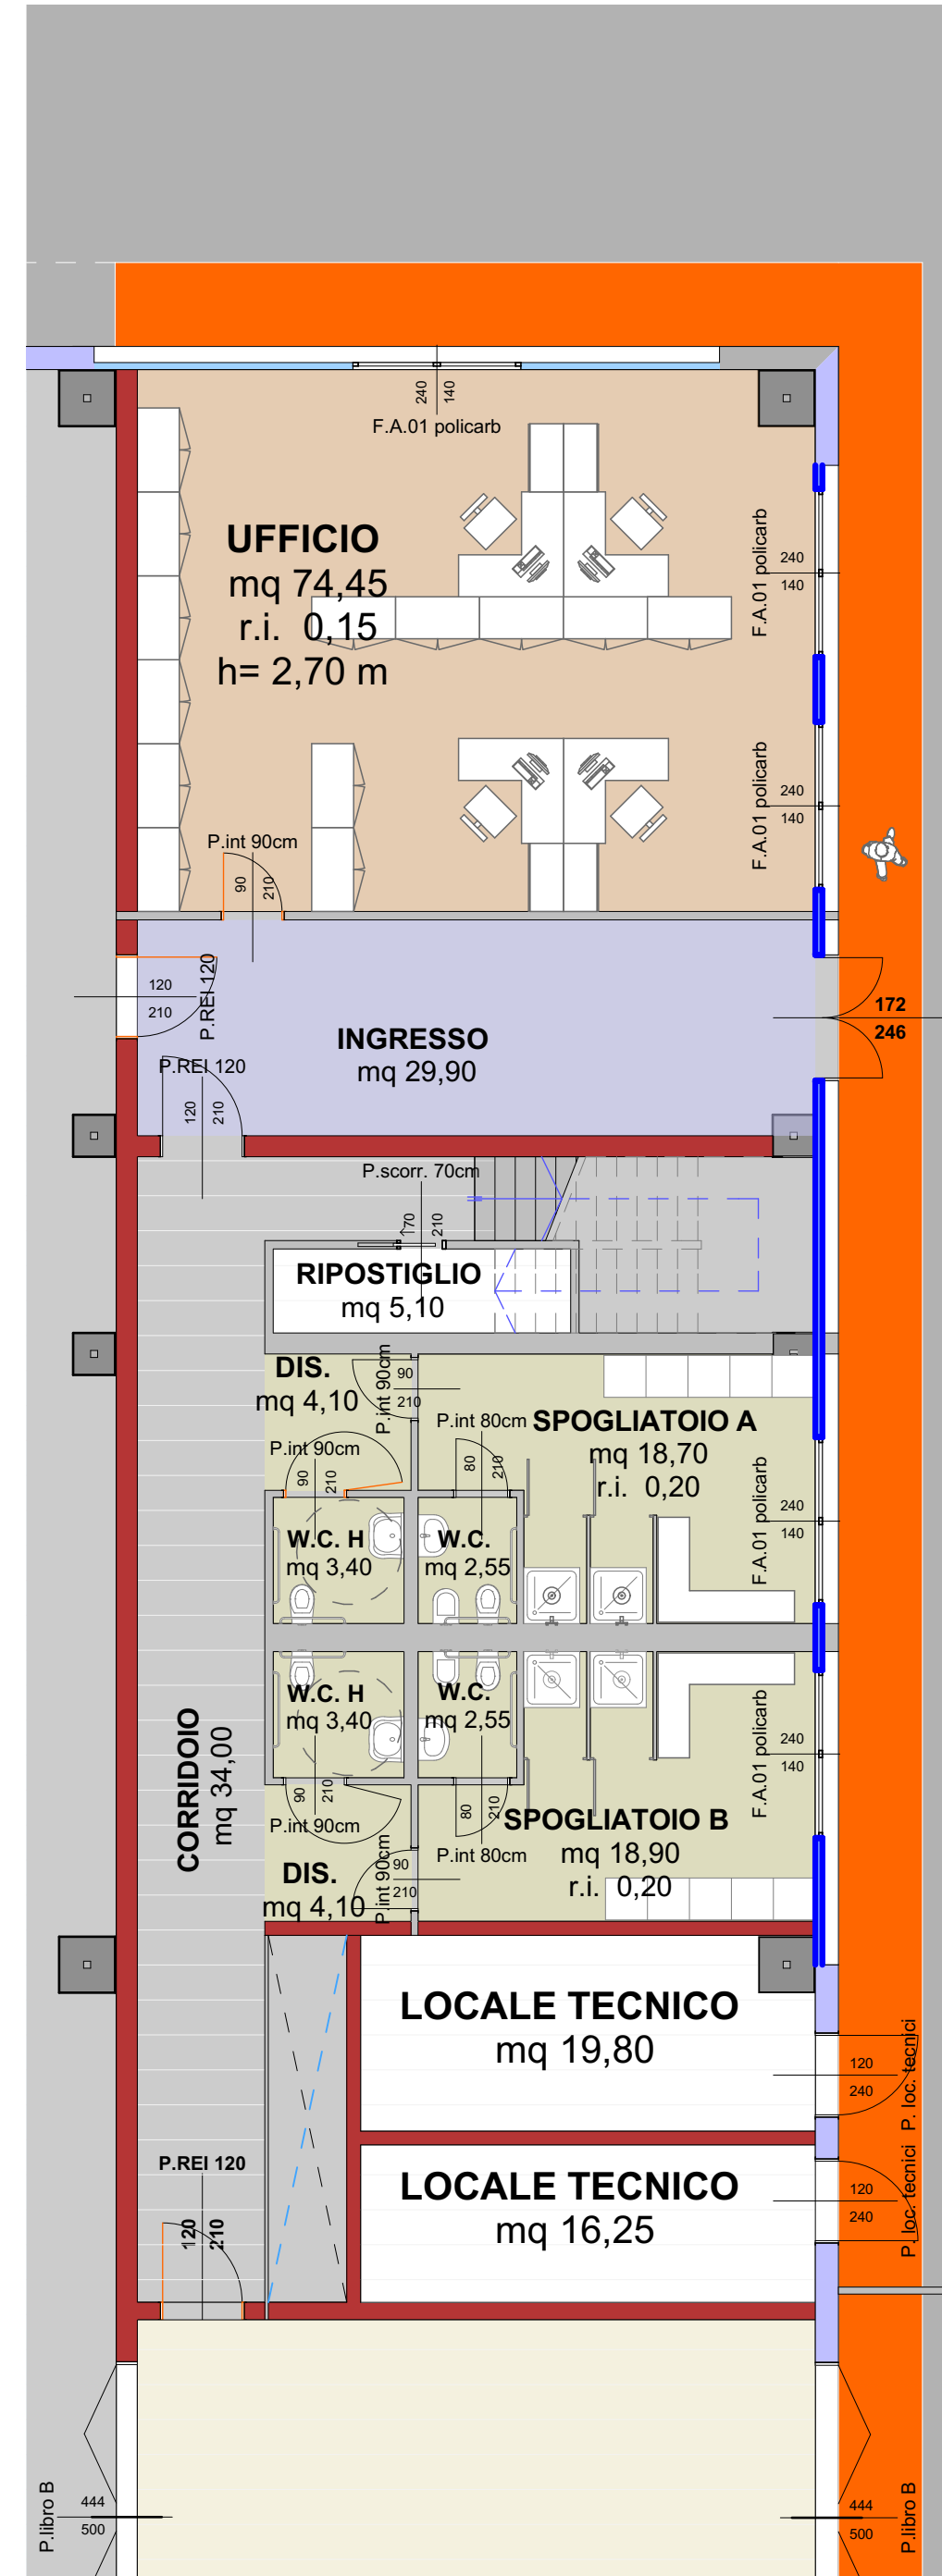 240
140
F.A.01 policarb
UFFICIO
mq 74,45
r.i. 0,15
h= 2,70 m
F.A.01 policarb
240
140
F.A.01 policarb
240
140
P.int 90cm
90
210
P.REI 120
120
210
INGRESSO
mq 29,90
172
246
P.REI 120
120
210
P.scorr. 70cm
70
210
RIPOSTIGLIO
mq 5,10
DIS.
mq 4,10
P.int 90cm
90
210
P.int 80cm
80
210
SPOGLIATOIO A
mq 18,70
r.i. 0,20
P.int 90cm
90
210
F.A.01 policarb
240
140
W.C. H
mq 3,40
W.C.
mq 2,55
W.C. H
mq 3,40
W.C.
mq 2,55
CORRIDOIO
mq 34,00
F.A.01 policarb
240
140
90
210
P.int 90cm
80
210
P.int 80cm
SPOGLIATOIO B
mq 18,90
r.i. 0,20
DIS.
mq 4,10
P.int 90cm
90
210
LOCALE TECNICO
mq 19,80
120
240
P. loc. tecnici
LOCALE TECNICO
mq 16,25
120
240
P. loc. tecnici
P.REI 120
120
210
P.libro B
444
500
444
500
P.libro B